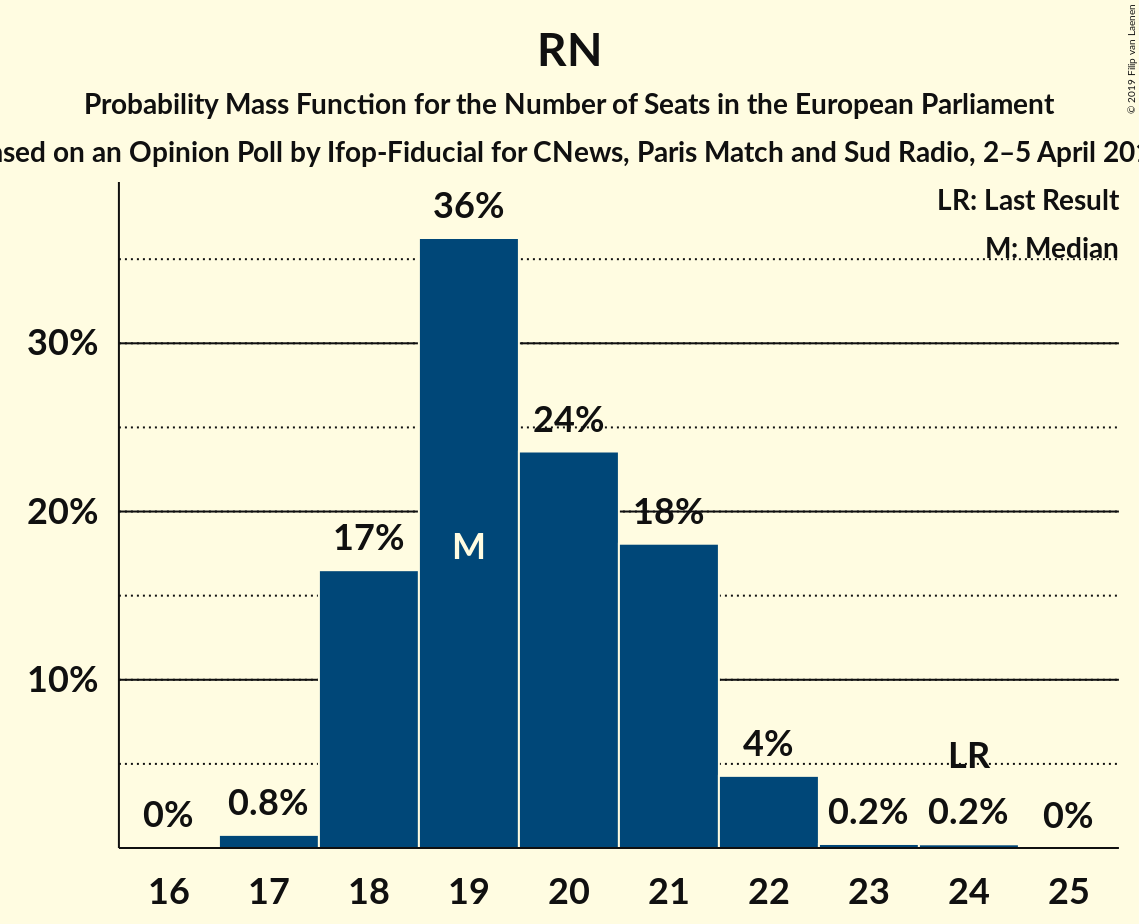 RN
Probability Mass Function for the Number of Seats in the European Parliament
on an Opinion Poll by Ifop-Fiducial for CNews, Paris Match and Sud Radio, 2–5 April
© 2019 Filip van Laenen
LR: Last Result
M: Median
30%
20%
10%
0%
0.8%
17%
36%
M
24%
18%
4%
0.2%
LR
0.2%
0%
16 17 18 19 20 21 22 23 24 25